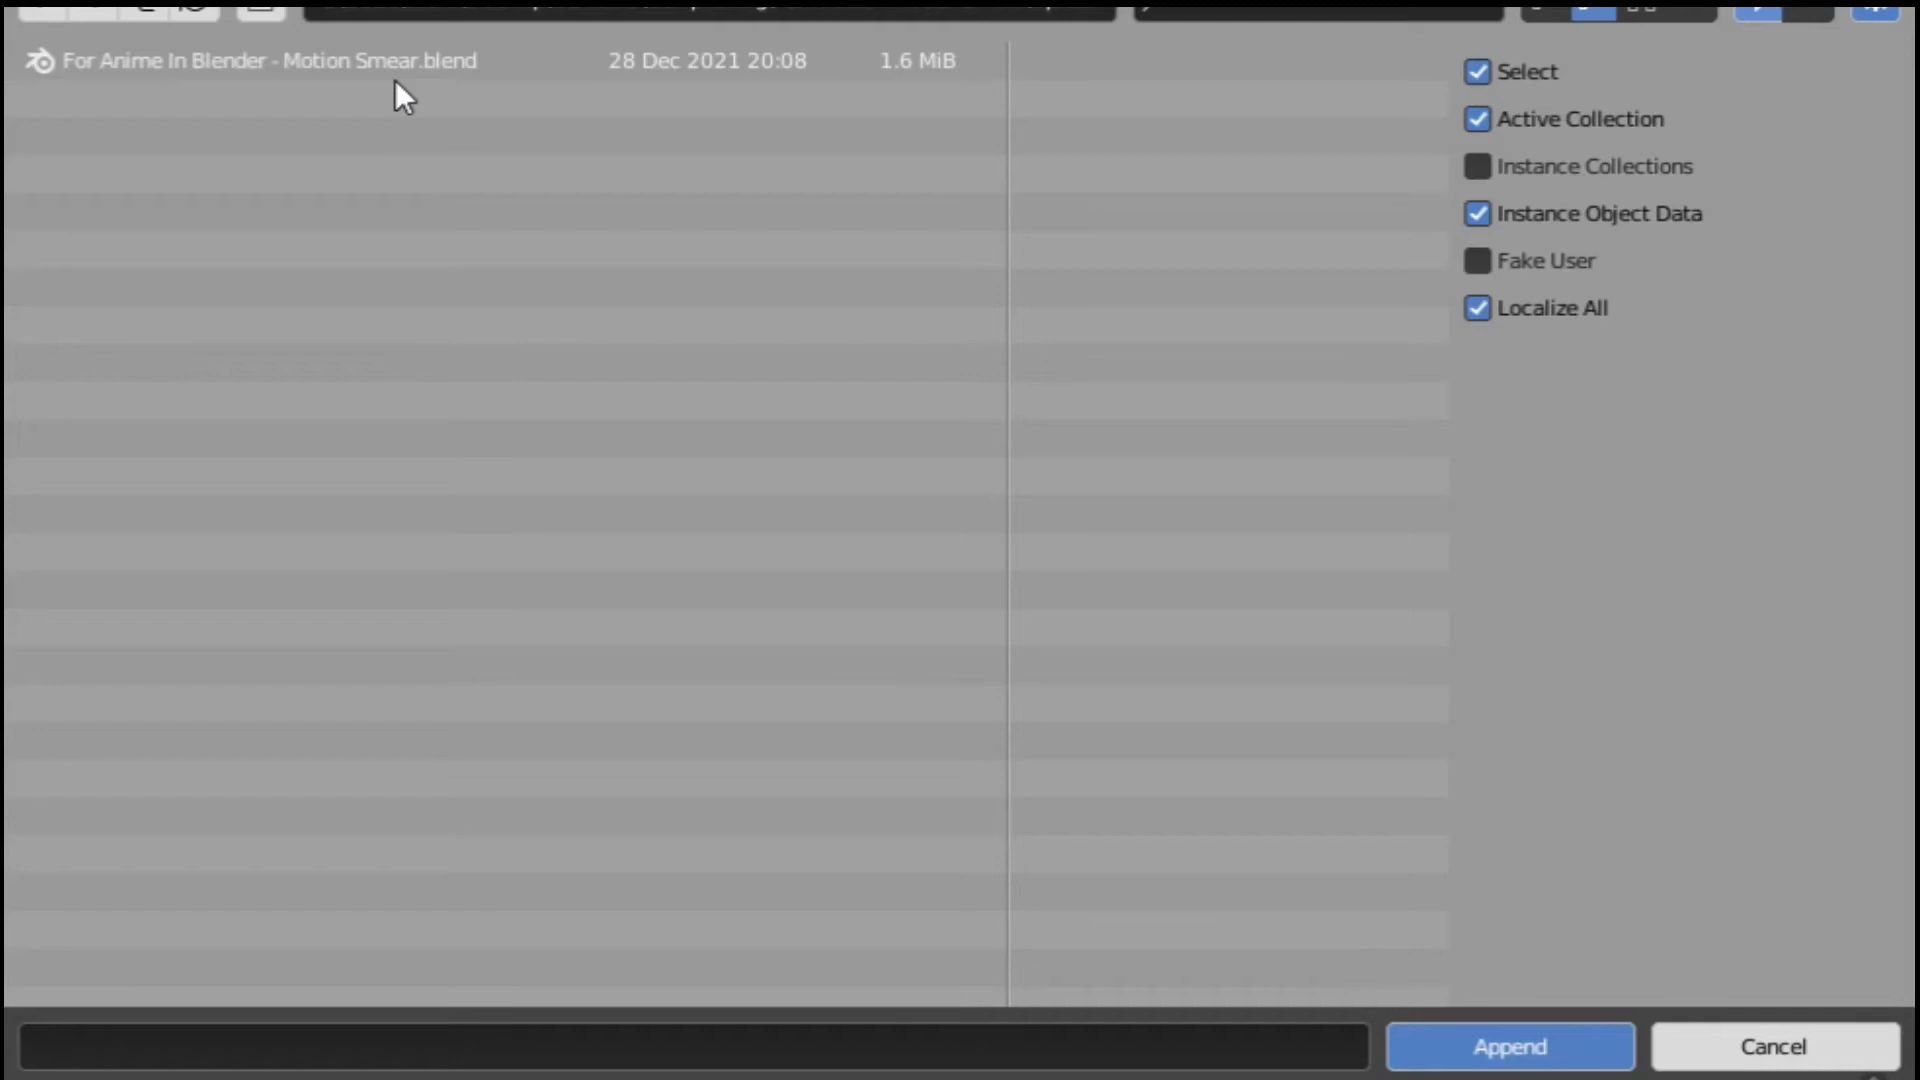 For Anime In Blender - Motion Smear.blend 28 Dec 2021 20:08 1.6 MiB
Select
Active Collection
Instance Collections
Instance Object Data
Fake User
Localize All
Append Cancel